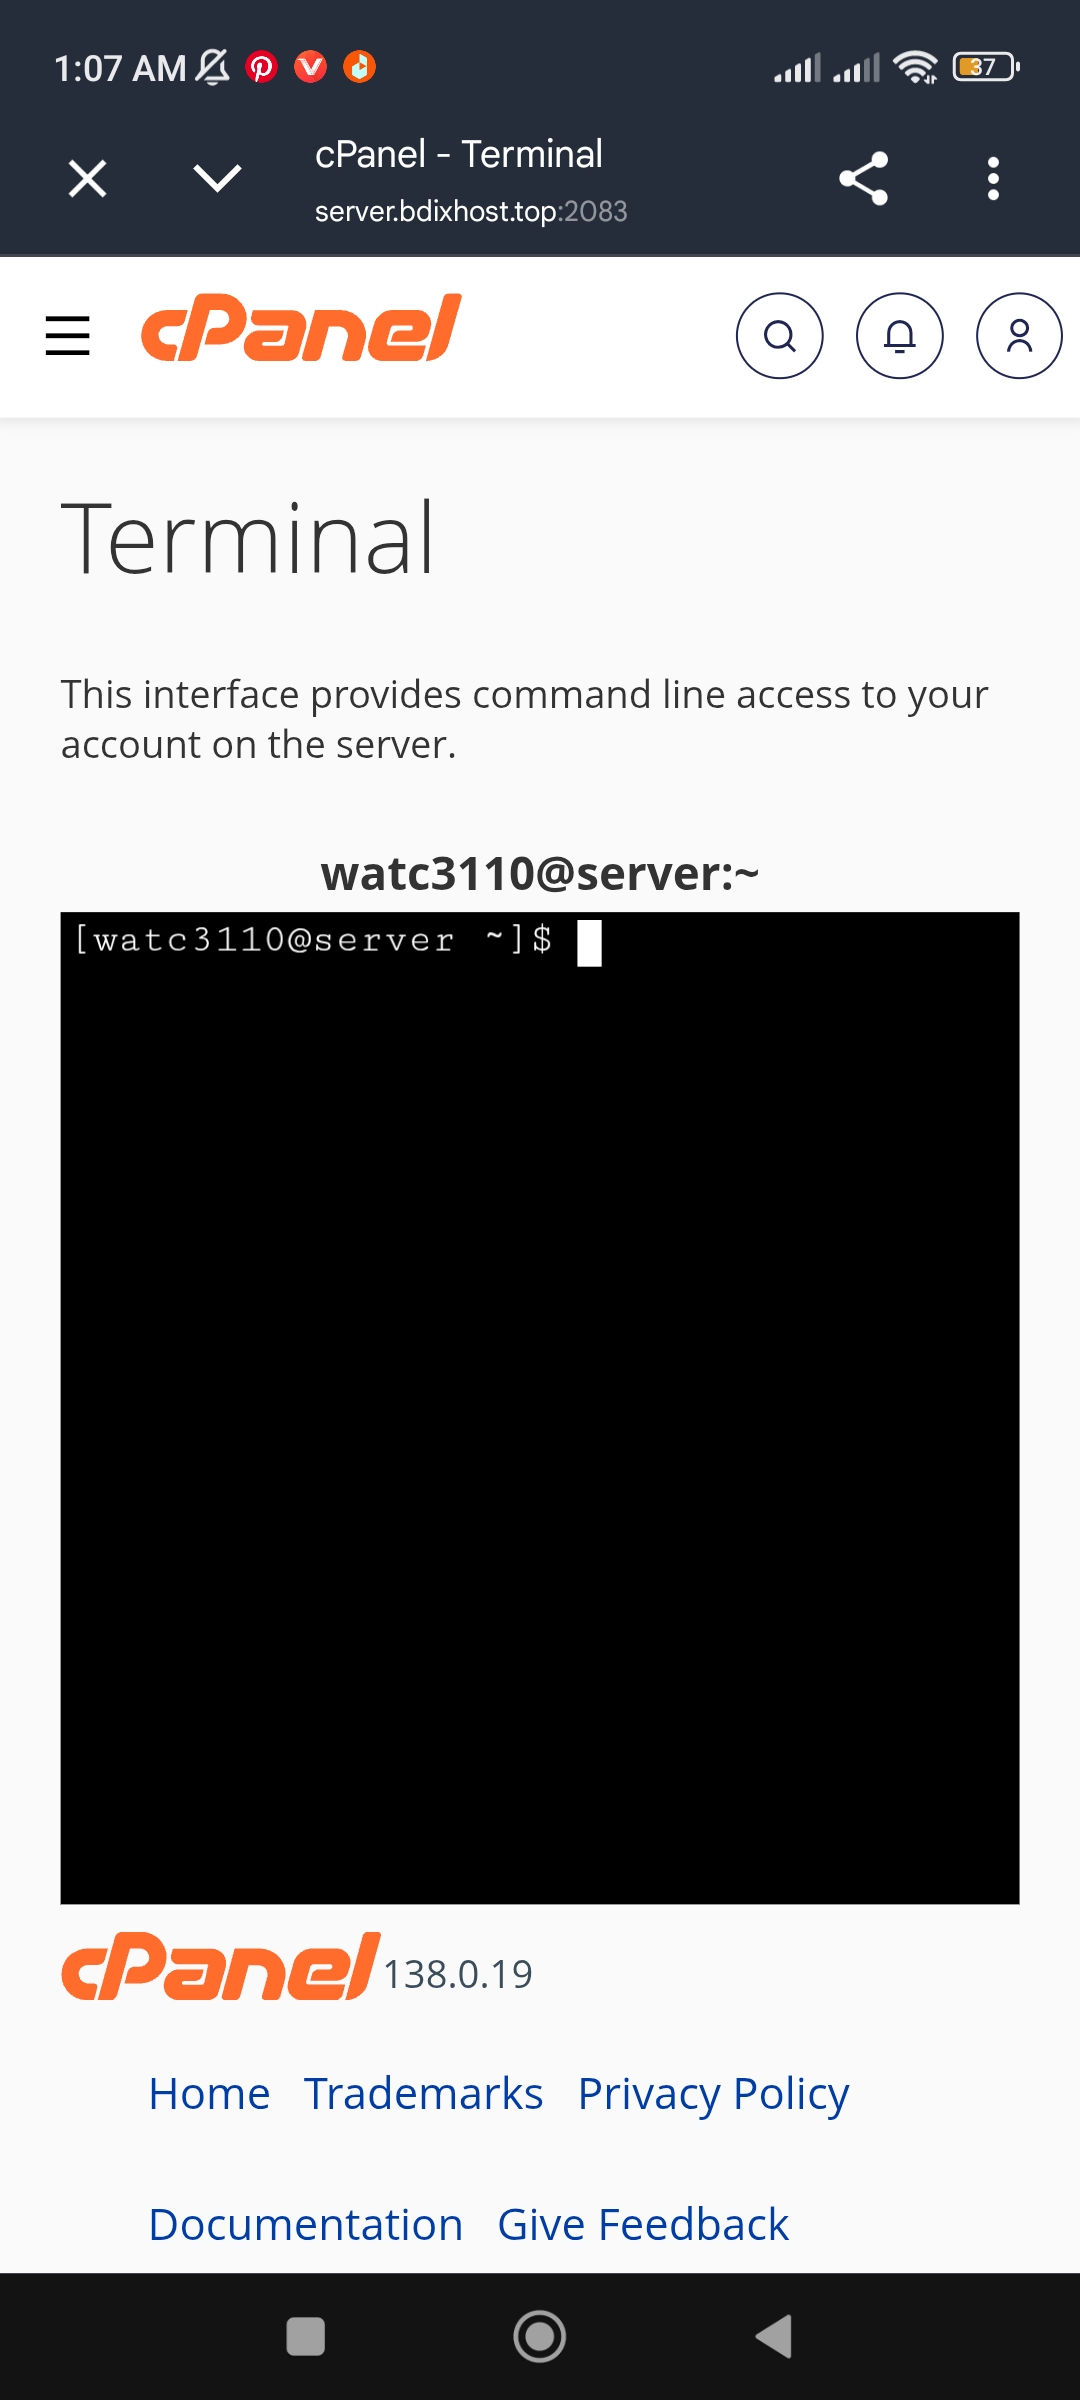 1:07 AM
37
cPanel - Terminal
server.bdixhost.top:2083
cPanel
Terminal
This interface provides command line access to your
account on the server.
watc3110@server:~
[watc3110@server ~]$
cPanel 138.0.19
Home Trademarks Privacy Policy
Documentation Give Feedback